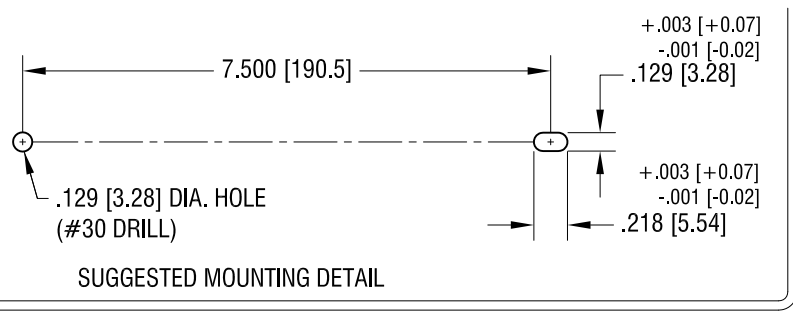 +.003 [+0.07]
-.001 [-0.02]
7.500 [190.5]
.129 [3.28]
.129 [3.28] DIA. HOLE
(#30 DRILL)
+.003 [+0.07]
-.001 [-0.02]
.218 [5.54]
SUGGESTED MOUNTING DETAIL